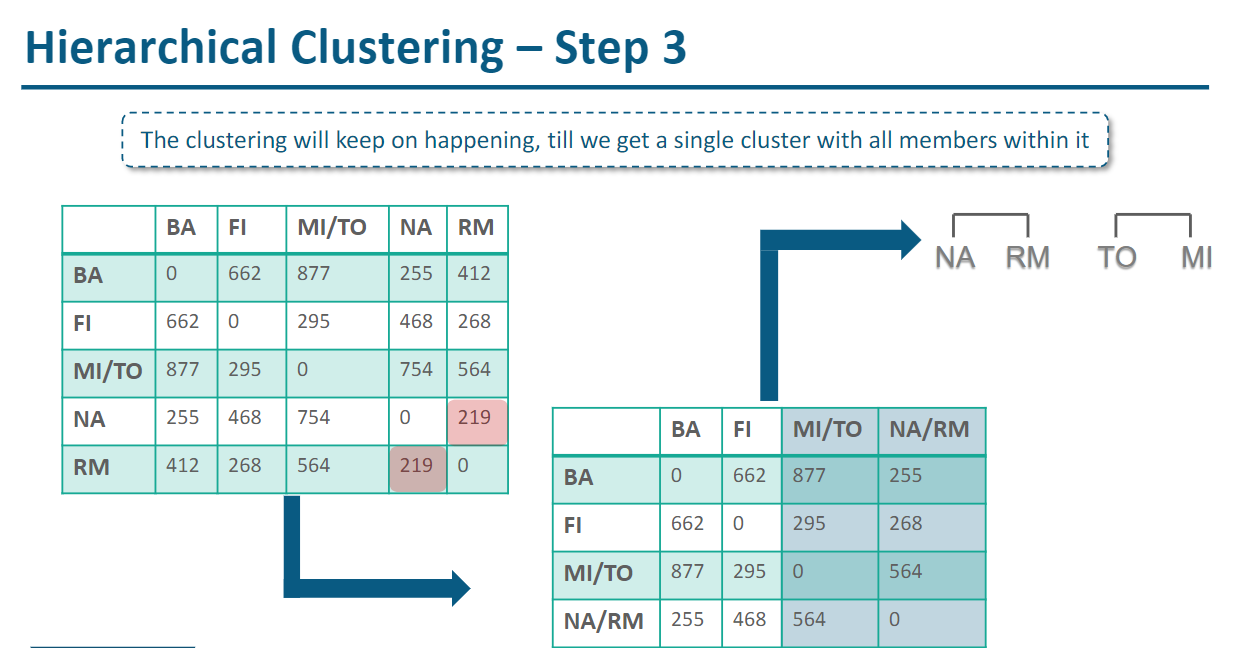 Hierarchical Clustering – Step 3
The clustering will keep on happening, till we get a single cluster with all members within it
BA FI MI/TO NA RM
BA 0 662 877 255 412
FI 662 0 295 468 268
MI/TO 877 295 0 754 564
NA 255 468 754 0 219
RM 412 268 564 219 0
NA RM TO MI
BA FI MI/TO NA/RM
BA 0 662 877 255
FI 662 0 295 268
MI/TO 877 295 0 564
NA/RM 255 468 564 0